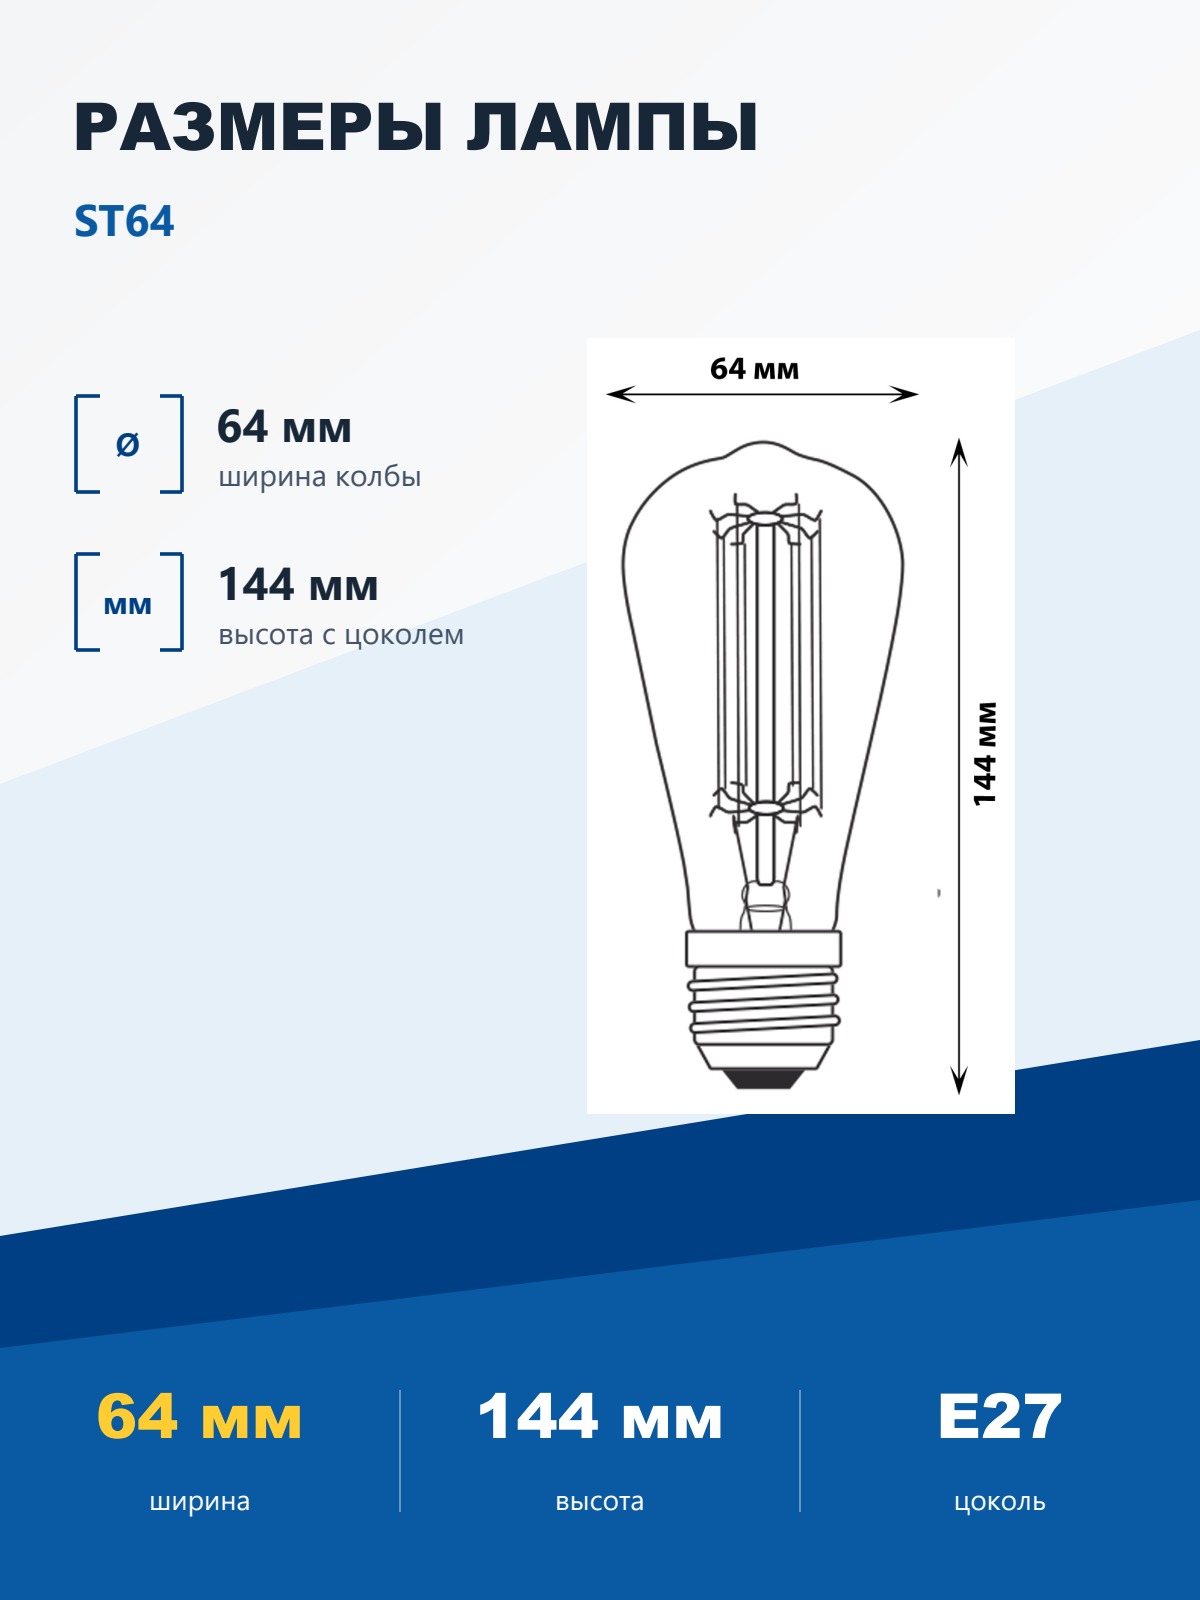 РАЗМЕРЫ ЛАМПЫ
ST64
64 мм
Ø
64 мм
ширина колбы
мм
144 мм
высота с цоколем
144 мм
64 мм
ширина
144 мм
высота
E27
цоколь